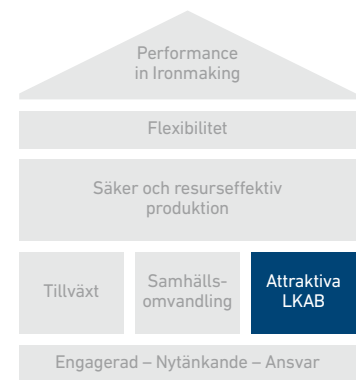 Performance
in Ironmaking
Flexibilitet
Säker och resurseffektiv
produktion
Tillväxt
Samhälls-
omvandling
Attraktiva
LKAB
Engagerad – Nytänkande – Ansvar